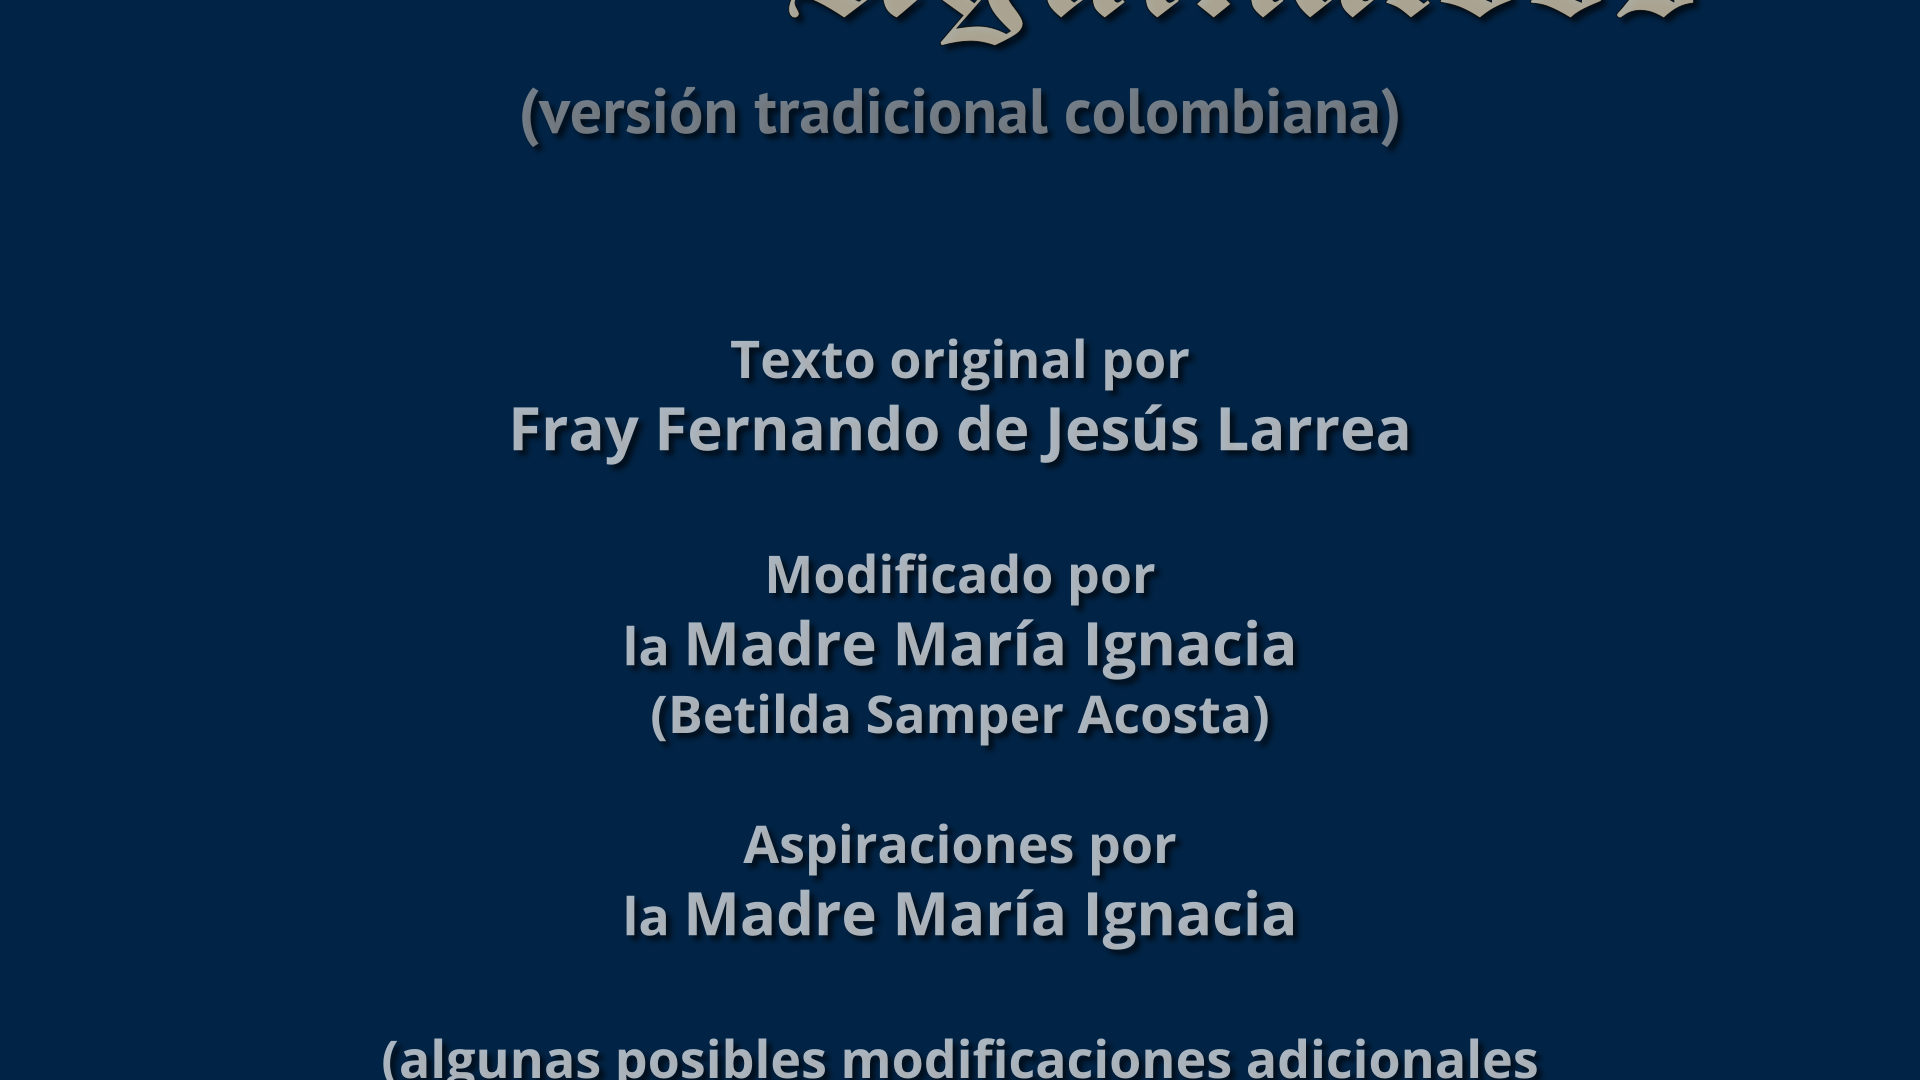 (versión tradicional colombiana)
Texto original por
Fray Fernando de Jesús Larrea
Modificado por
la Madre María Ignacia
(Betilda Samper Acosta)
Aspiraciones por
la Madre María Ignacia
(algunas posibles modificaciones adicionales